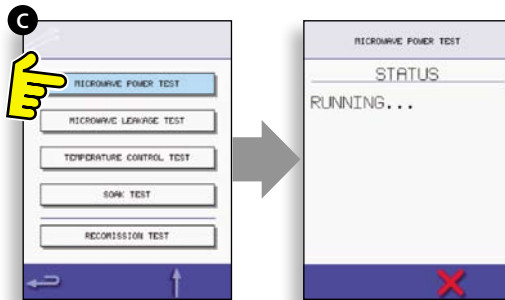 C
MICROWAVE POWER TEST
MICROWAVE LEAKAGE TEST
TEMPERATURE CONTROL TEST
SOAK TEST
RECOMISSION TEST
MICROWAVE POWER TEST
STATUS
RUNNING...